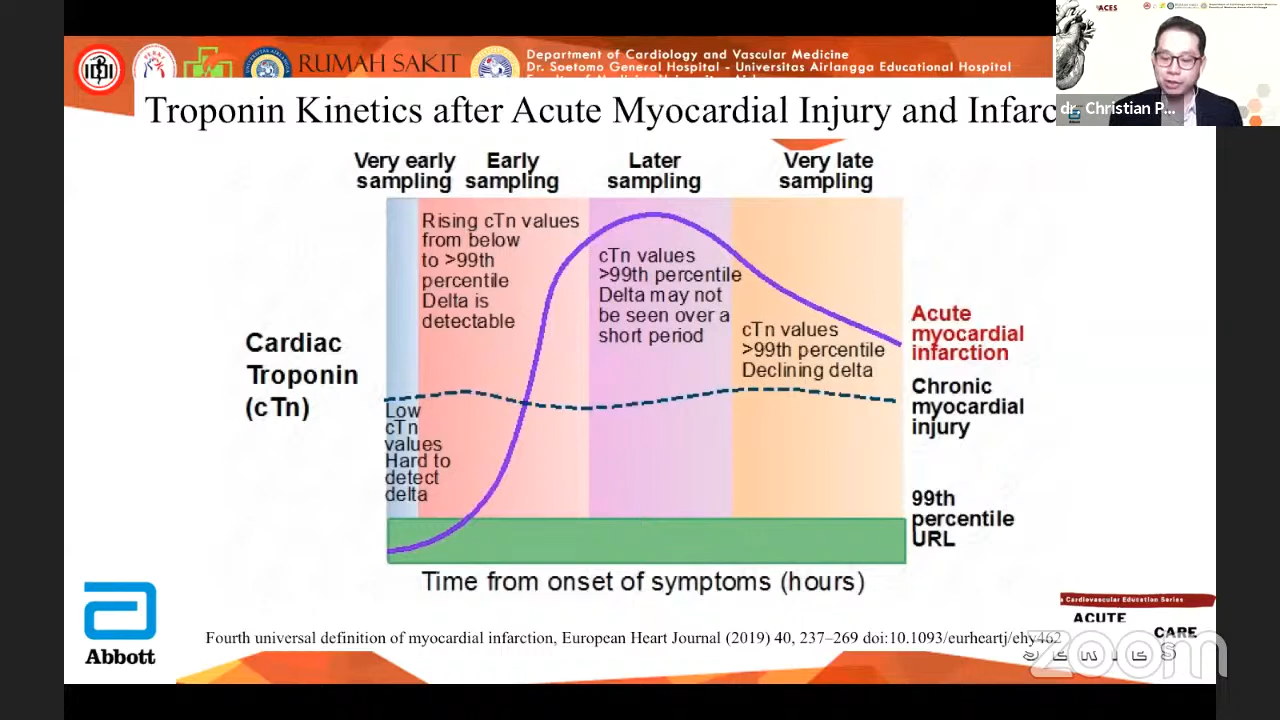 RUMAH SAKIT
Department of Cardiology and Vascular Medicine
Dr. Soetomo General Hospital - Universitas Airlangga Educational Hospital
ACES
dr. Christian P...
Troponin Kinetics after Acute Myocardial Injury and Infarc
Very early
sampling
Early
sampling
Later
sampling
Very late
sampling
Rising cTn values
from below
to >99th
percentile
Delta is
detectable
cTn values
>99th percentile
Delta may not
be seen over a
short period
cTn values
>99th percentile
Declining delta
Low
cTn
values
Hard to
detect
delta
Cardiac
Troponin
(cTn)
Acute
myocardial
infarction
Chronic
myocardial
injury
99th
percentile
URL
Time from onset of symptoms (hours)
Abbott
Fourth universal definition of myocardial infarction, European Heart Journal (2019) 40, 237–269 doi:10.1093/eurheartj/ehy462
Cardiovascular Education Series
ACUTE
CARE
SERIES
zoom